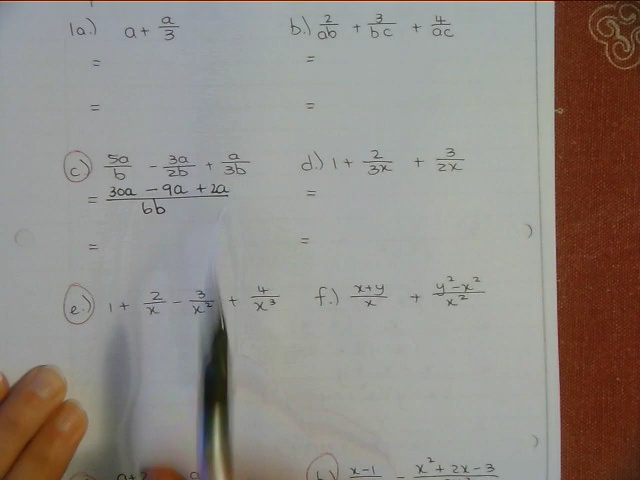 1a.) a + a/3 b.) 2/ab + 3/bc + 4/ac
= =
= =
c) 5a/b - 3a/2b + a/3b d.) 1 + 2/3x + 3/2x
= (30a - 9a + 2a)/6b =
= =
e.) 1 + 2/x - 3/x² + 4/x³ f.) (x+y)/x + (y²-x²)/x²
a+2 h) x-1 - x²+2x-3